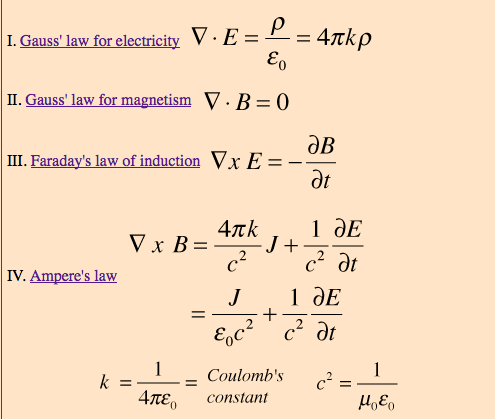 I. Gauss' law for electricity ∇ · E = ρ/ε₀ = 4πkρ
II. Gauss' law for magnetism ∇ · B = 0
III. Faraday's law of induction ∇ x E = − ∂B/∂t
∇ x B = 4πk/c² J + 1/c² ∂E/∂t
IV. Ampere's law
= J/ε₀c² + 1/c² ∂E/∂t
k = 1/4πε₀ = Coulomb's constant c² = 1/μ₀ε₀